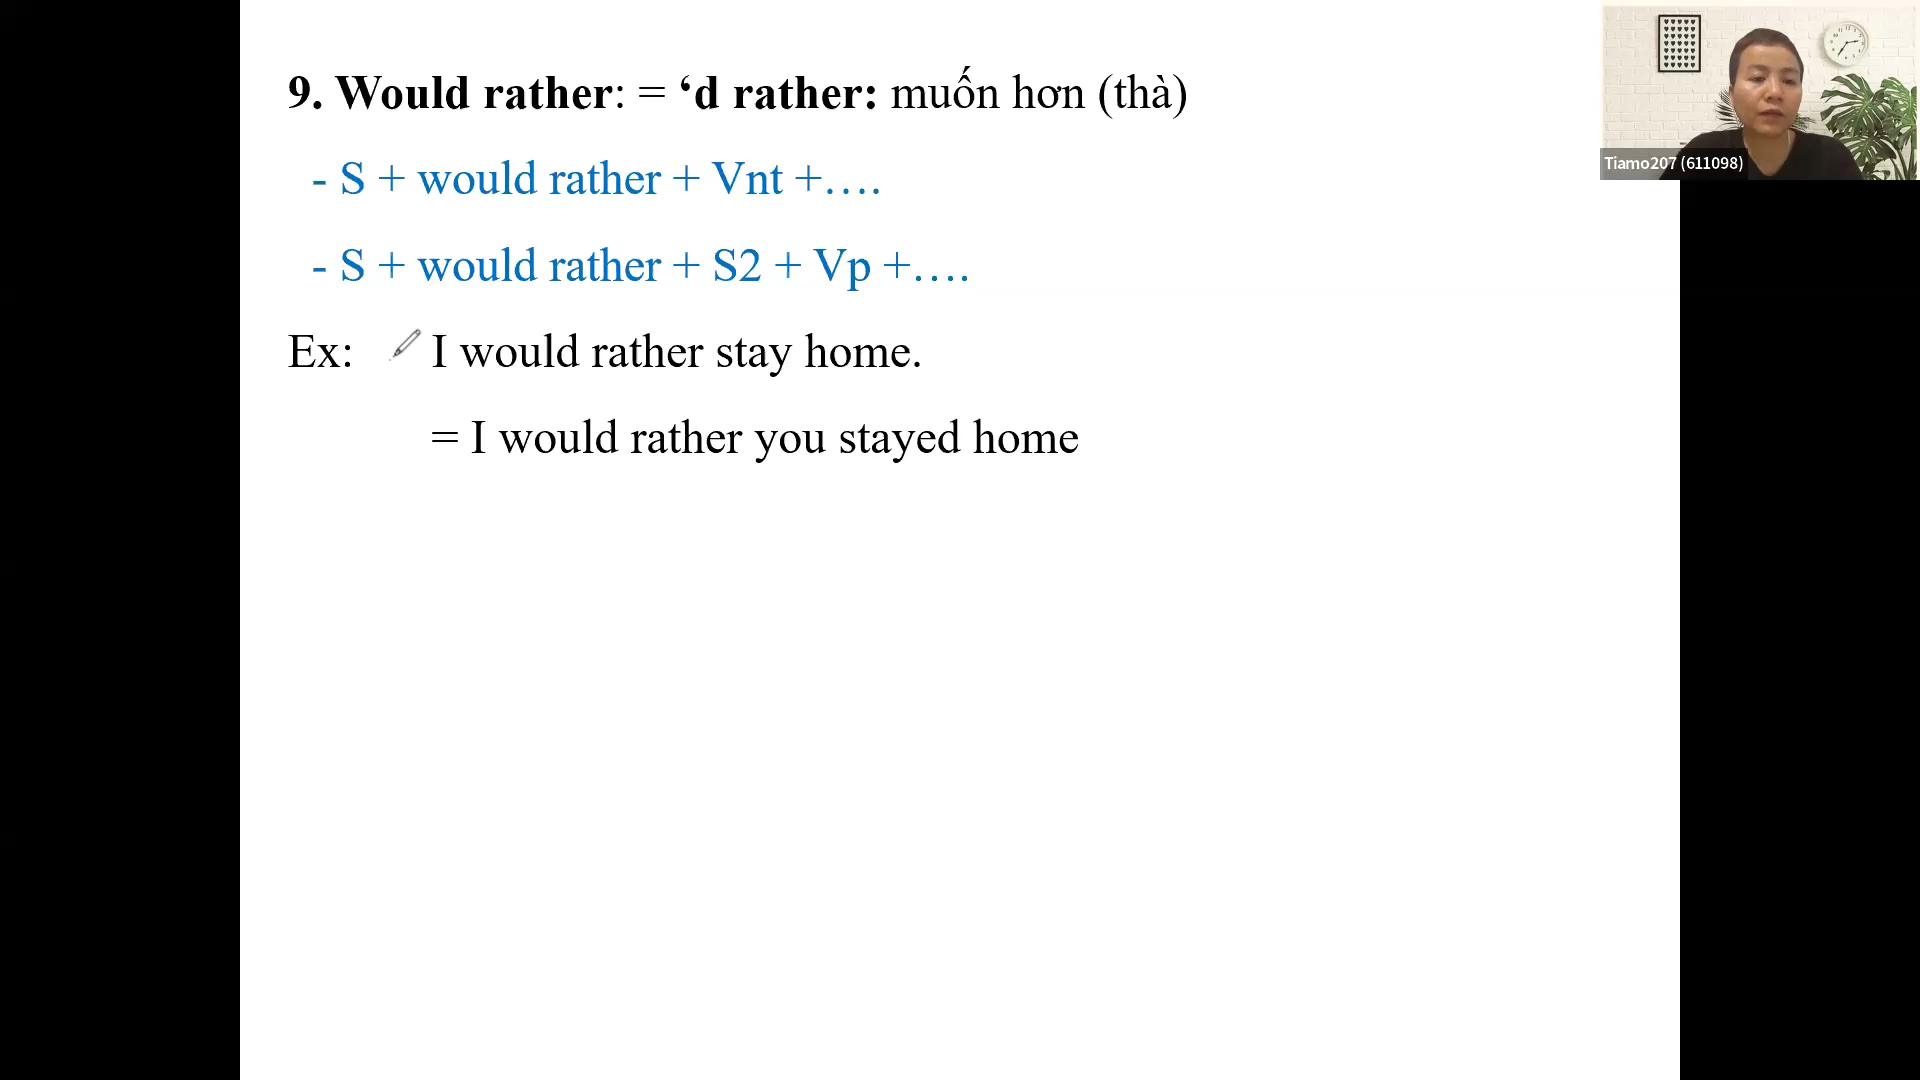 9. Would rather: = ‘d rather: muốn hơn (thà)
- S + would rather + Vnt +….
- S + would rather + S2 + Vp +….
Ex: I would rather stay home.
= I would rather you stayed home
Tiamo207 (611098)